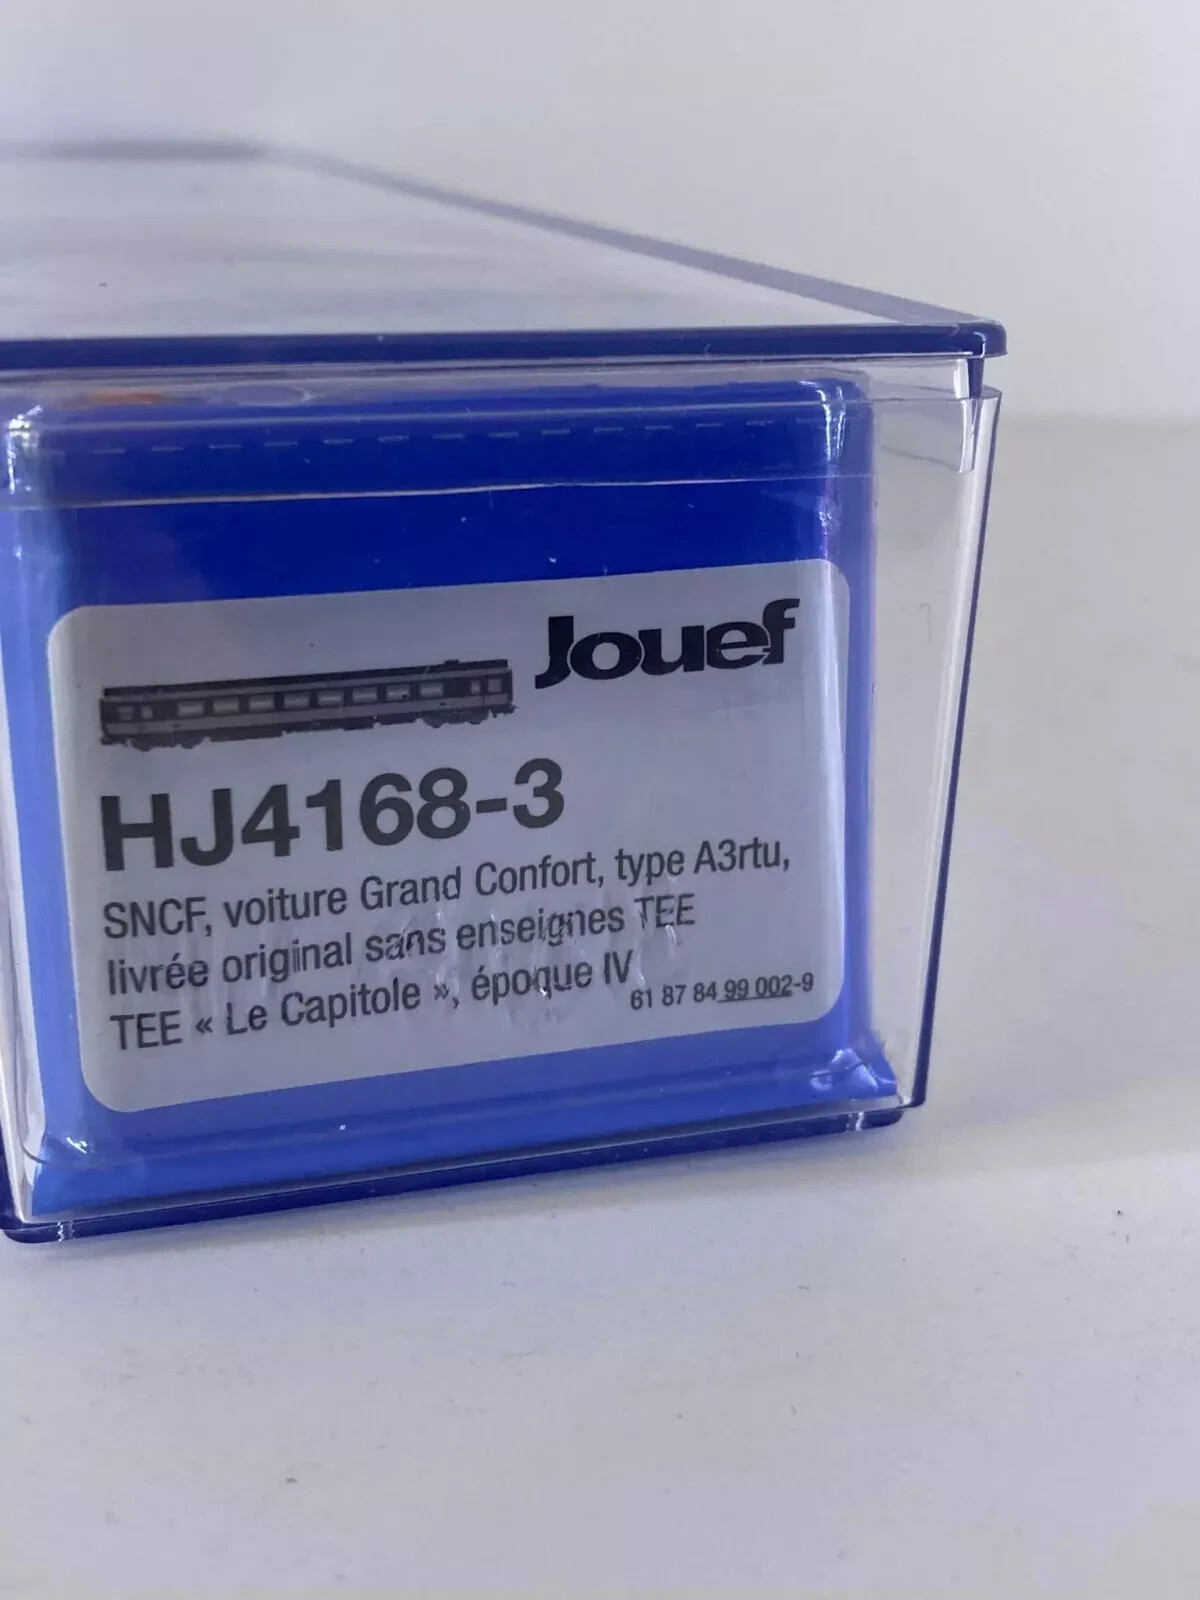 Jouef
HJ4168-3
SNCF, voiture Grand Confort, type A3rtu,
livrée original sans enseignes TEE
TEE « Le Capitole », époque IV
61 87 84 99 002-9